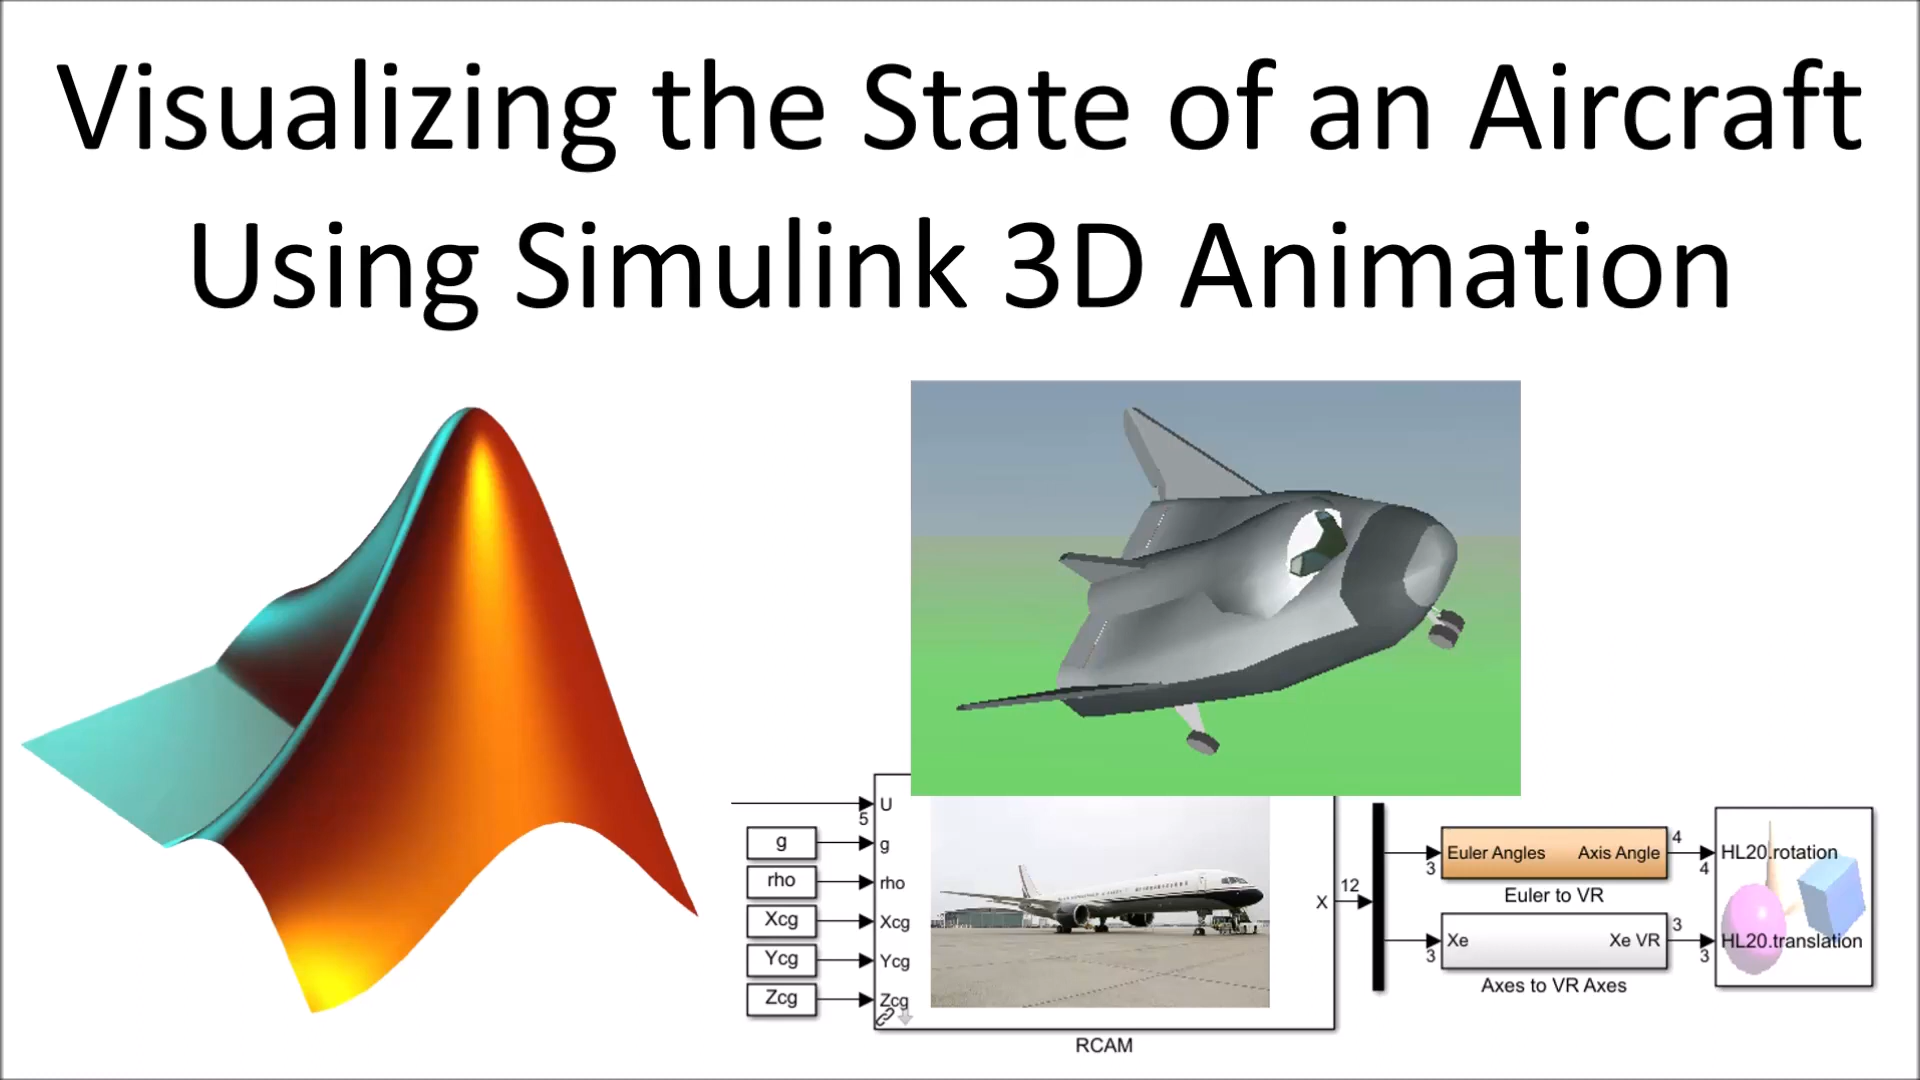 Visualizing the State of an Aircraft
Using Simulink 3D Animation
U
5
g
g
rho
rho
Xcg
Xcg
Ycg
Ycg
Zcg
Zcg
X
12
RCAM
3
Euler Angles
Axis Angle
4
4
HL20.rotation
Euler to VR
3
Xe
Xe VR
3
3
HL20.translation
Axes to VR Axes